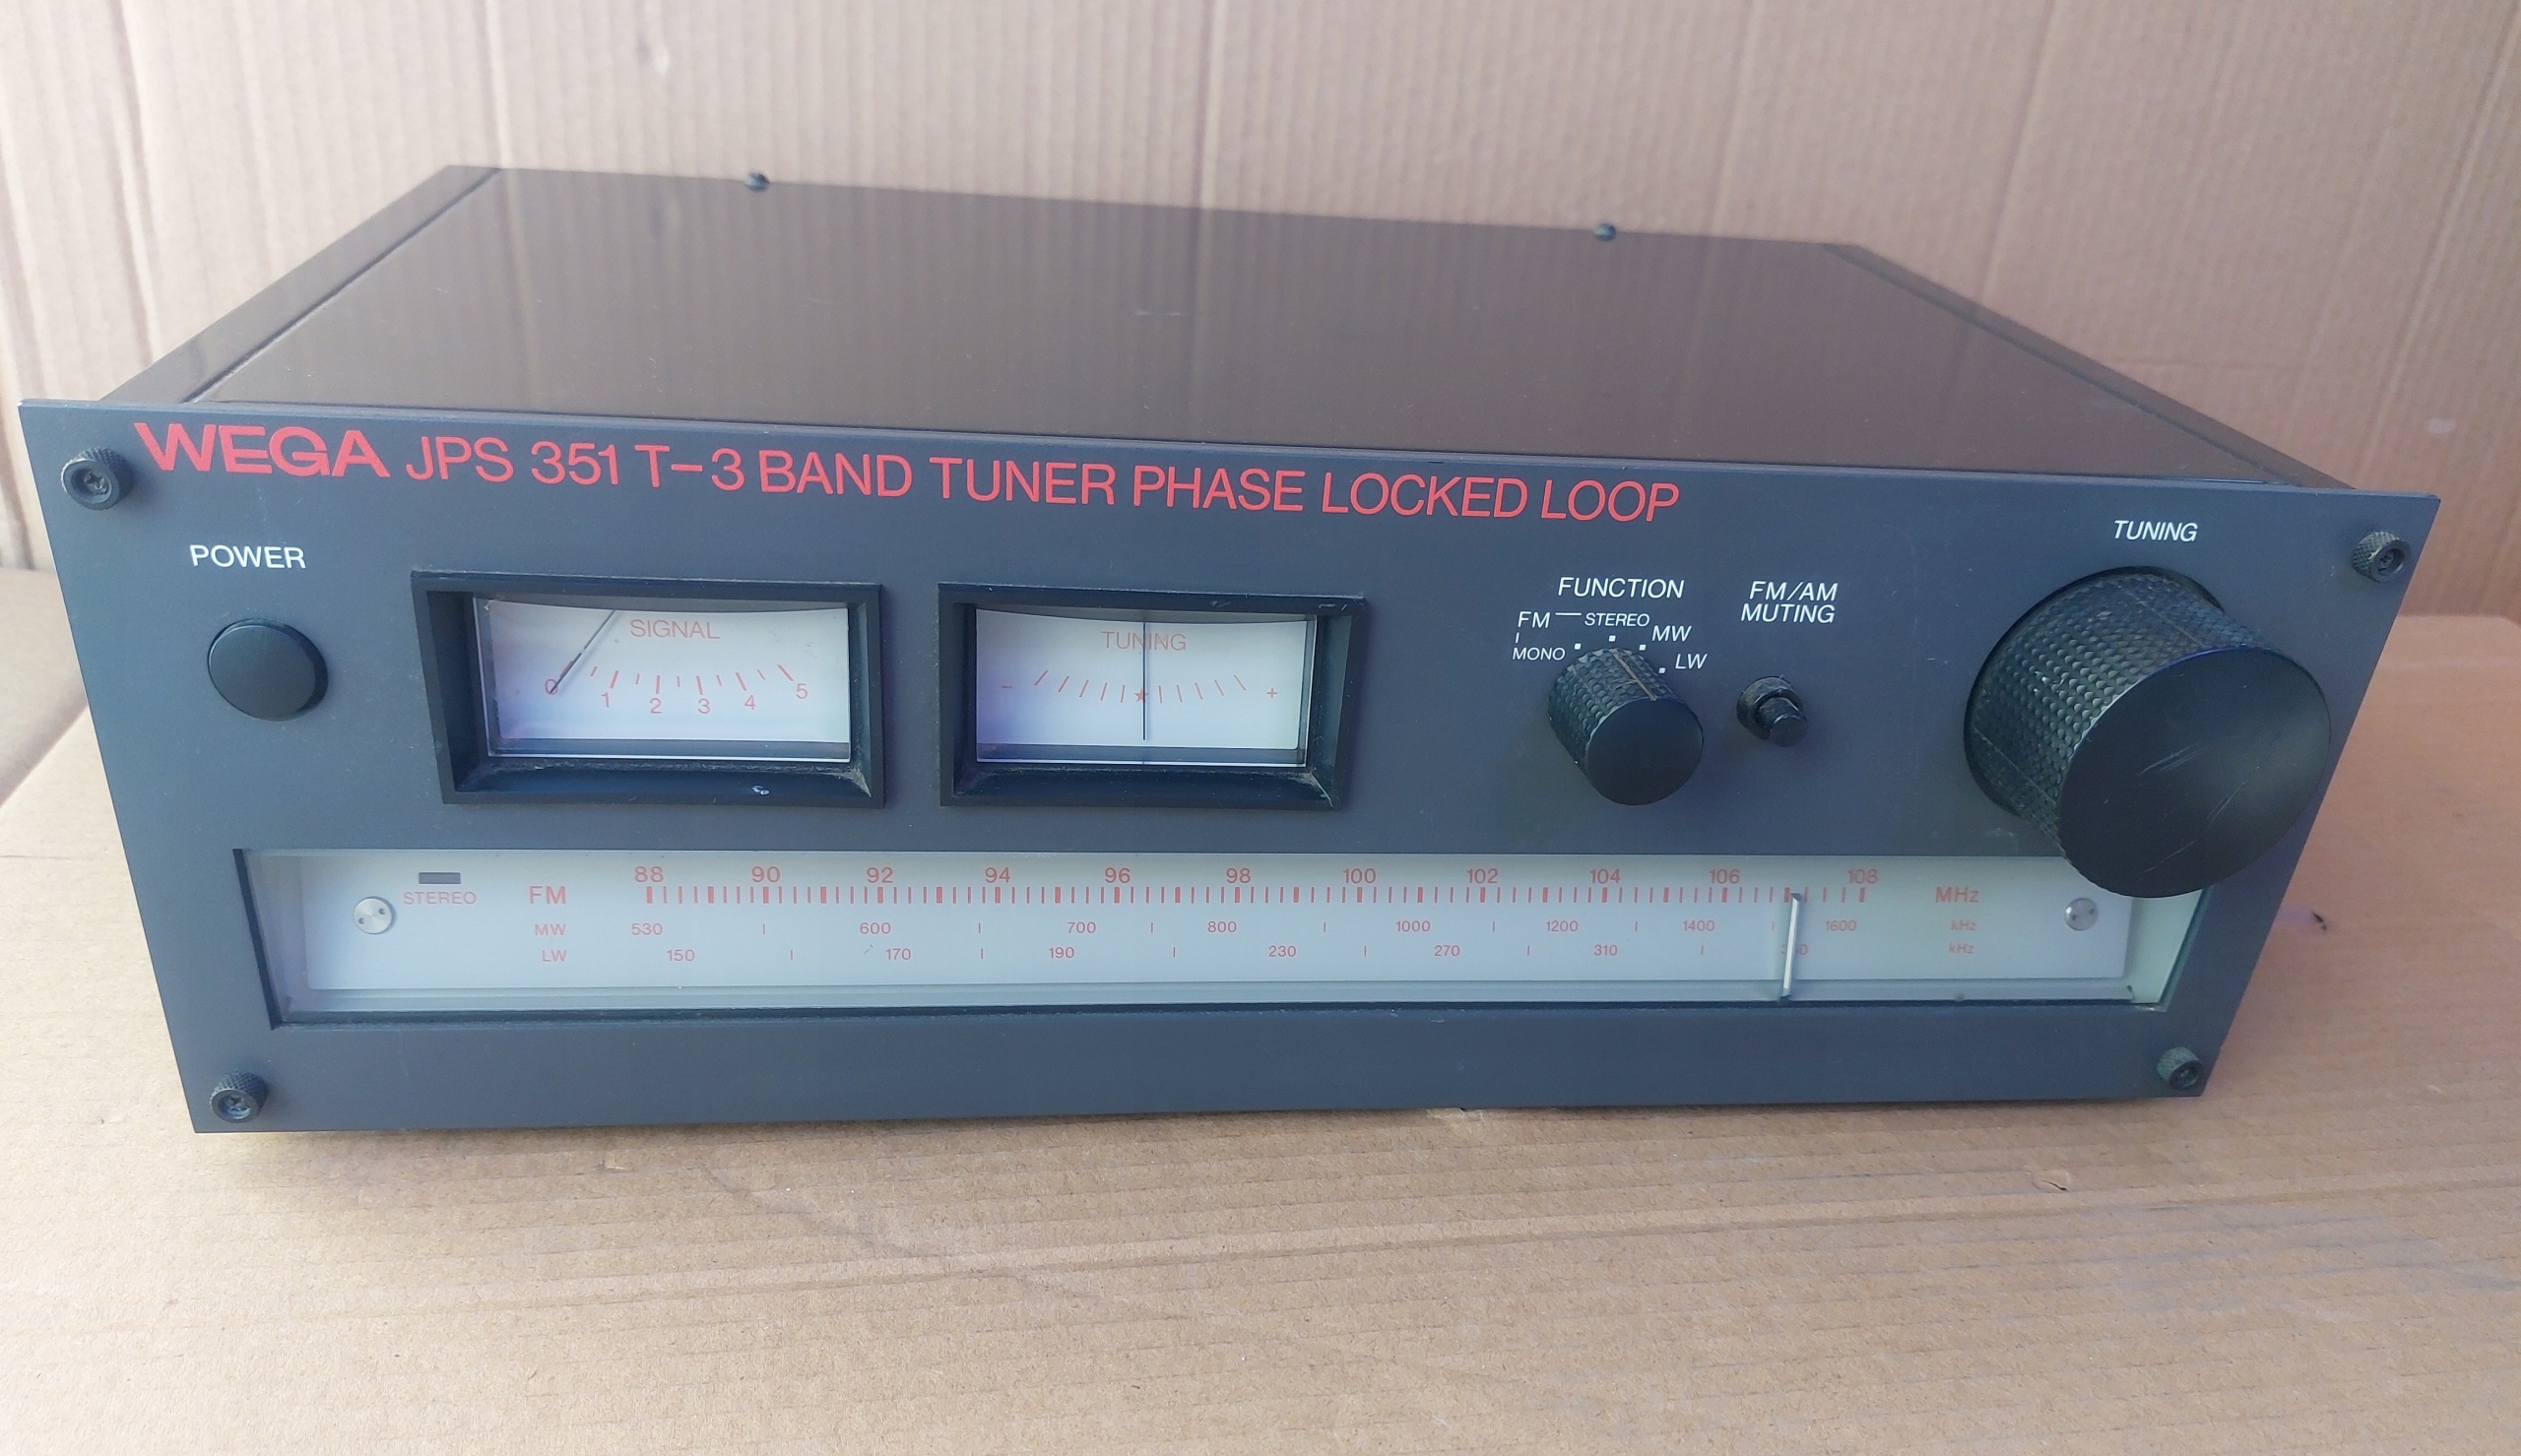 WEGA JPS 351 T-3 BAND TUNER PHASE LOCKED LOOP
POWER
SIGNAL
0 1 2 3 4 5
TUNING
- +
FUNCTION
FM STEREO MW
MONO LW
FM/AM
MUTING
TUNING
STEREO
FM 88 90 92 94 96 98 100 102 104 106 108 MHz
MW 530 600 700 800 1000 1200 1400 1600 kHz
LW 150 170 190 230 270 310 kHz